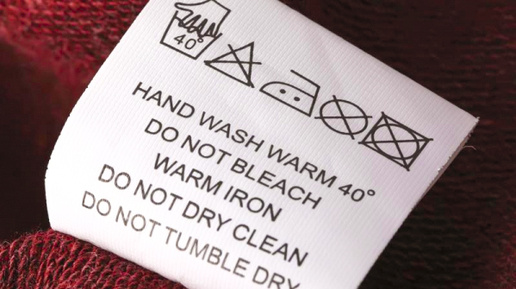 40°
HAND WASH WARM 40°
DO NOT BLEACH
WARM IRON
DO NOT DRY CLEAN
DO NOT TUMBLE DRY